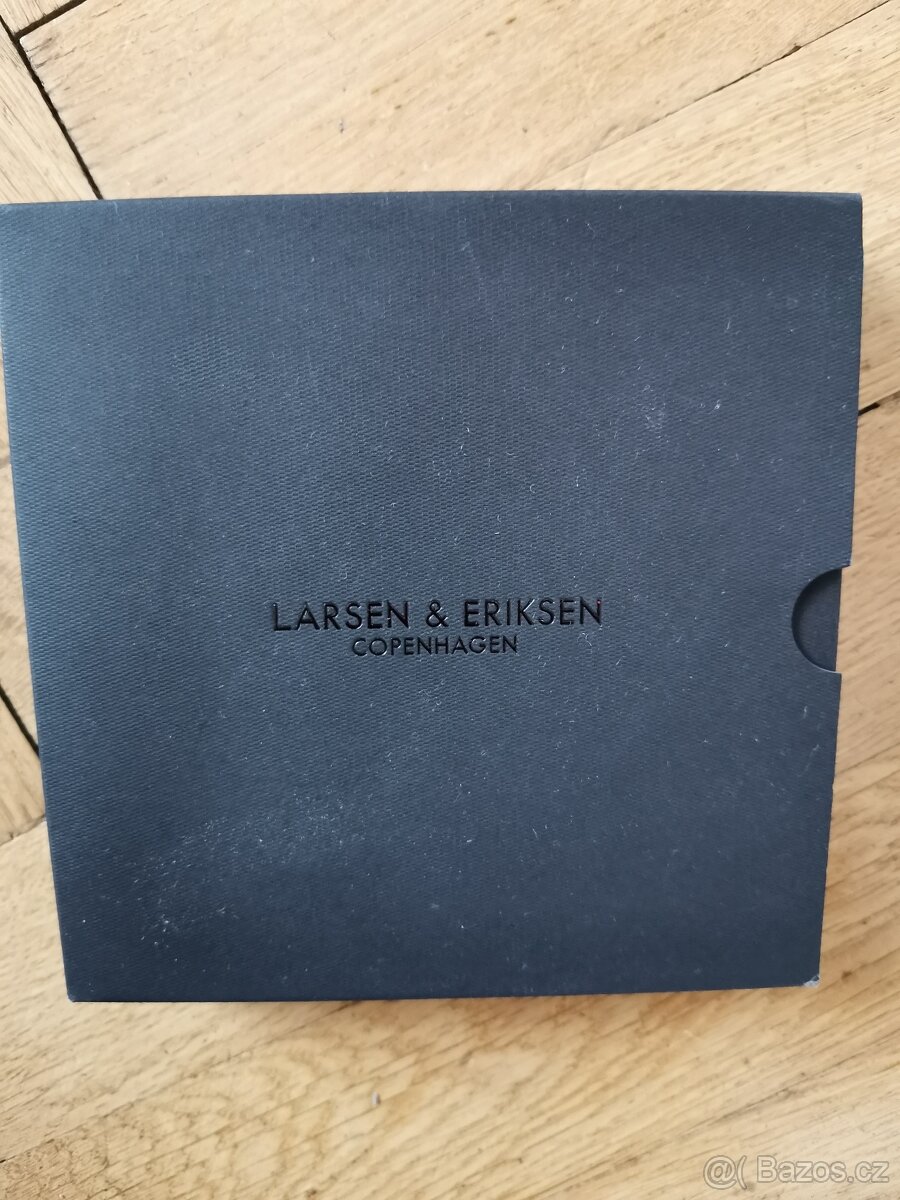 LARSEN & ERIKSEN
COPENHAGEN
@( Bazos.cz